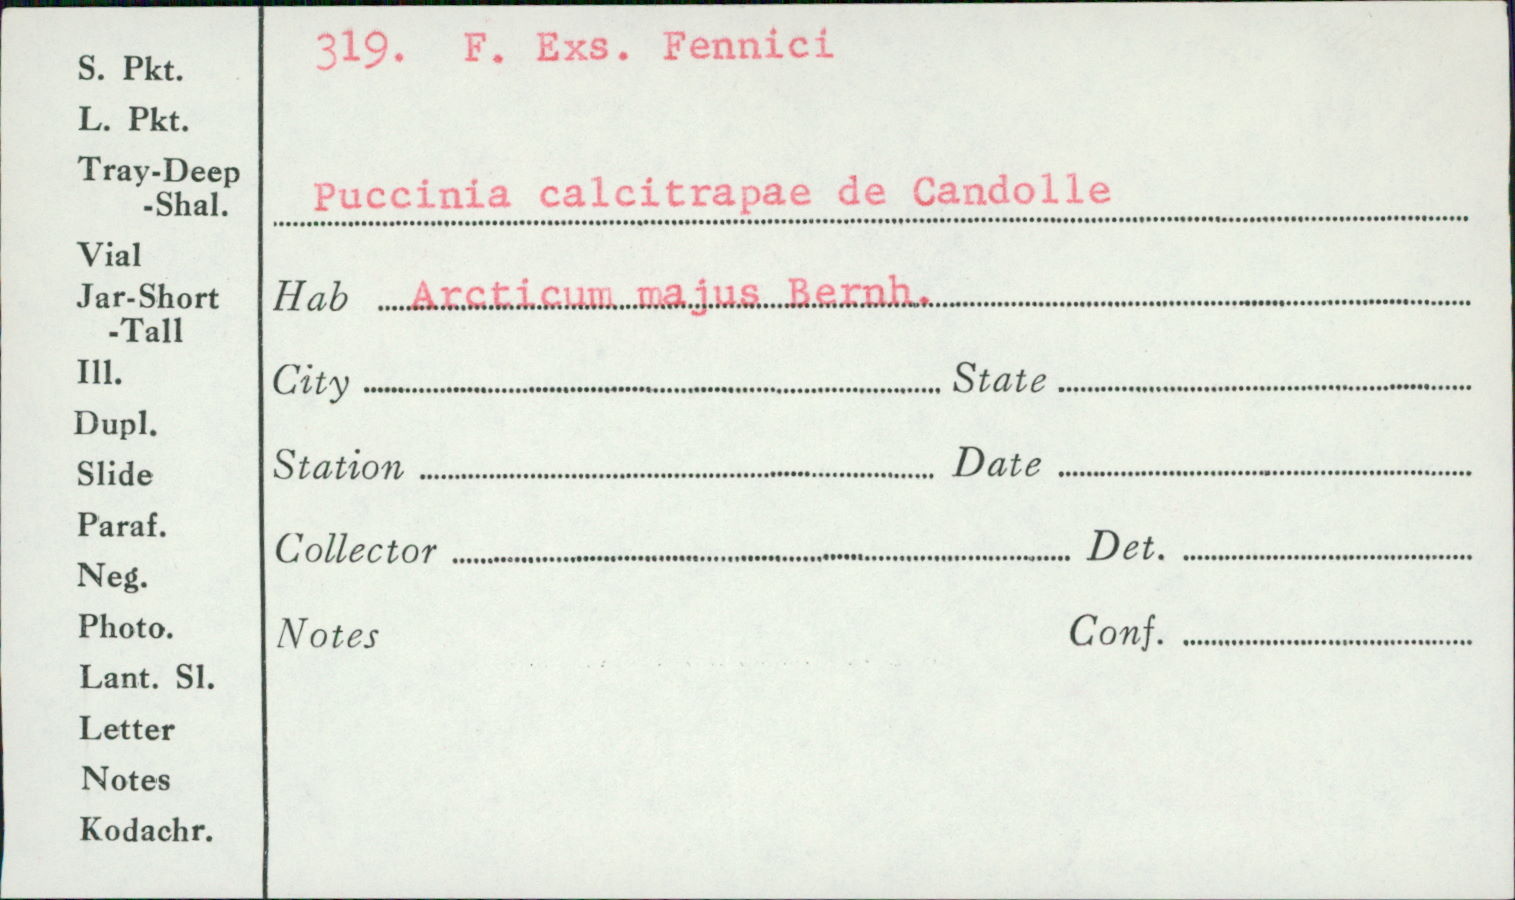 319. F. Exs. Fennici
S. Pkt.
L. Pkt.
Tray-Deep
-Shal.
Puccinia calcitrapae de Candolle
Vial
Jar-Short
-Tall
Hab Arcticum majus Bernh.
Ill.
City State
Dupl.
Slide
Station Date
Paraf.
Collector Det.
Neg.
Photo.
Notes Conf.
Lant. Sl.
Letter
Notes
Kodachr.